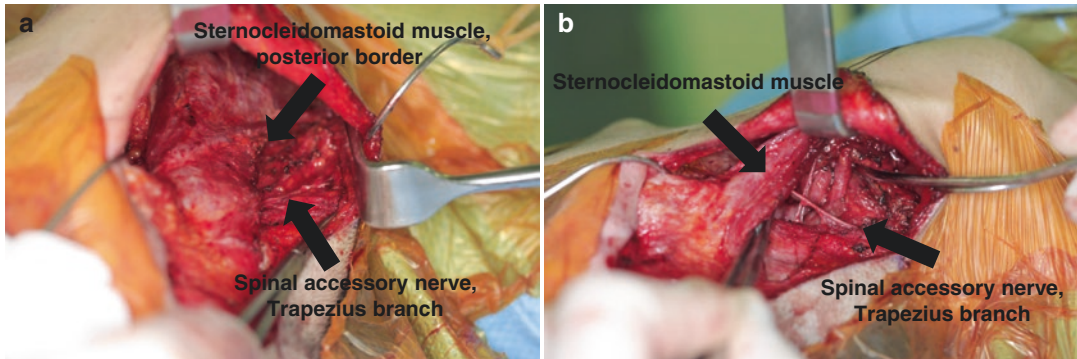 a
Sternocleidomastoid muscle,
posterior border
Spinal accessory nerve,
Trapezius branch
b
Sternocleidomastoid muscle
Spinal accessory nerve,
Trapezius branch